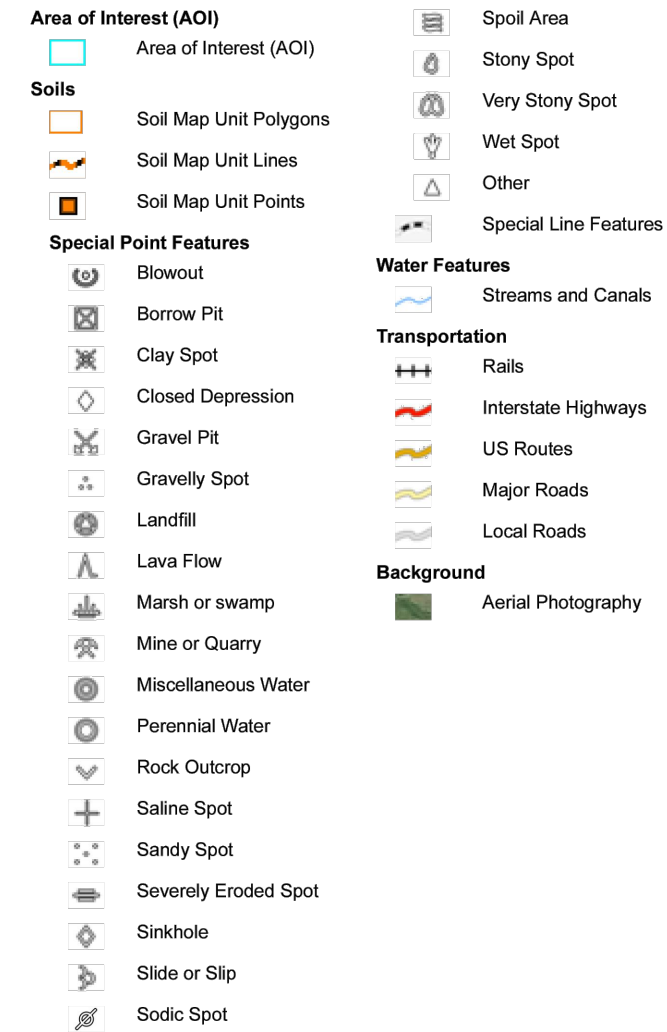 Area of Interest (AOI)
Area of Interest (AOI)
Soils
Soil Map Unit Polygons
Soil Map Unit Lines
Soil Map Unit Points
Special Point Features
Blowout
Borrow Pit
Clay Spot
Closed Depression
Gravel Pit
Gravelly Spot
Landfill
Lava Flow
Marsh or swamp
Mine or Quarry
Miscellaneous Water
Perennial Water
Rock Outcrop
Saline Spot
Sandy Spot
Severely Eroded Spot
Sinkhole
Slide or Slip
Sodic Spot
Spoil Area
Stony Spot
Very Stony Spot
Wet Spot
Other
Special Line Features
Water Features
Streams and Canals
Transportation
Rails
Interstate Highways
US Routes
Major Roads
Local Roads
Background
Aerial Photography